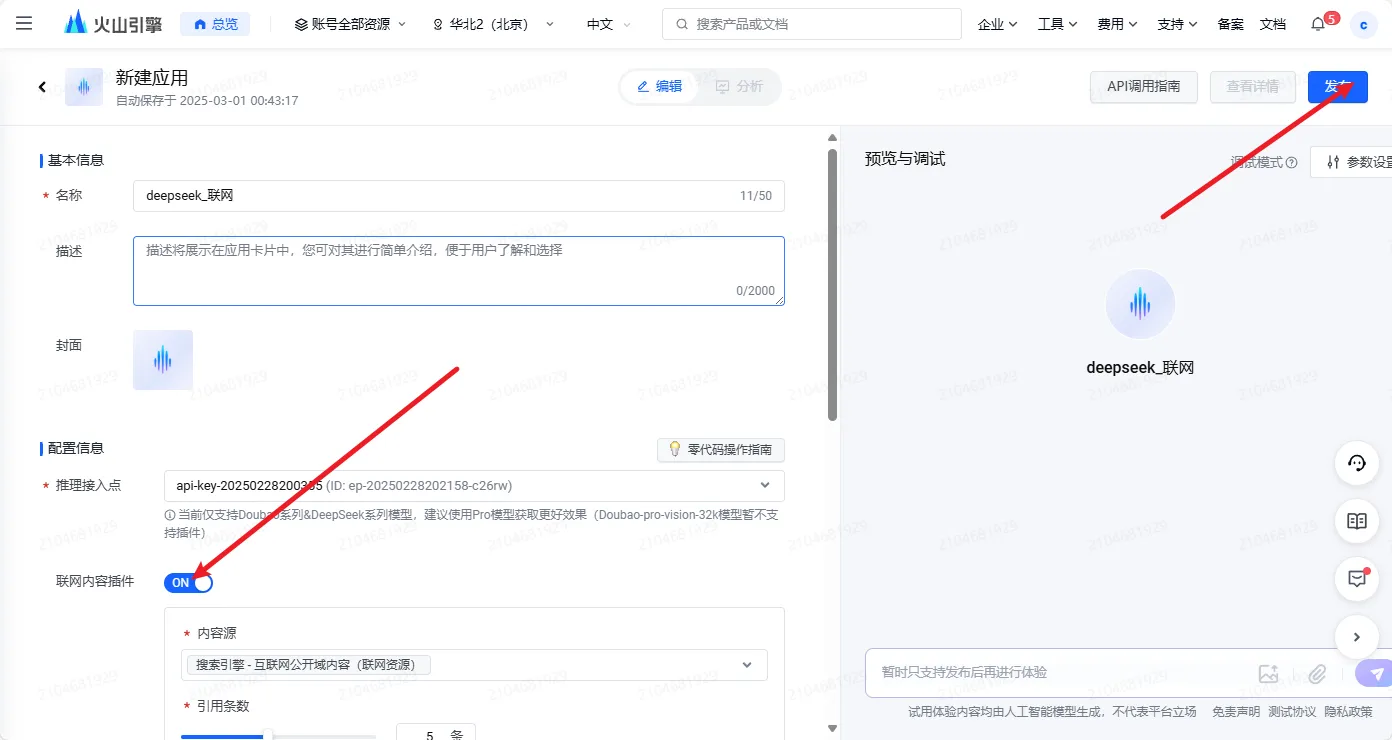 火山引擎 总览 账号全部资源 华北2（北京） 中文 搜索产品或文档 企业 工具 费用 支持 备案 文档 5 c
新建应用
自动保存于 2025-03-01 00:43:17
编辑 分析
API调用指南 查看详情 发布
基本信息
* 名称 deepseek_联网 11/50
描述 描述将展示在应用卡片中，您可对其进行简单介绍，便于用户了解和选择
0/2000
封面
配置信息 零代码操作指南
* 推理接入点 api-key-20250228200385 (ID: ep-20250228202158-c26rw)
当前仅支持Doubao系列&DeepSeek系列模型，建议使用Pro模型获取更好效果（Doubao-pro-vision-32k模型暂不支
持插件）
联网内容插件 ON
* 内容源
搜索引擎 - 互联网公开域内容（联网资源）
* 引用条数
5 条
预览与调试
调试模式 参数设置
deepseek_联网
暂时只支持发布后再进行体验
试用体验内容均由人工智能模型生成，不代表平台立场 免责声明 测试协议 隐私政策
2104681929